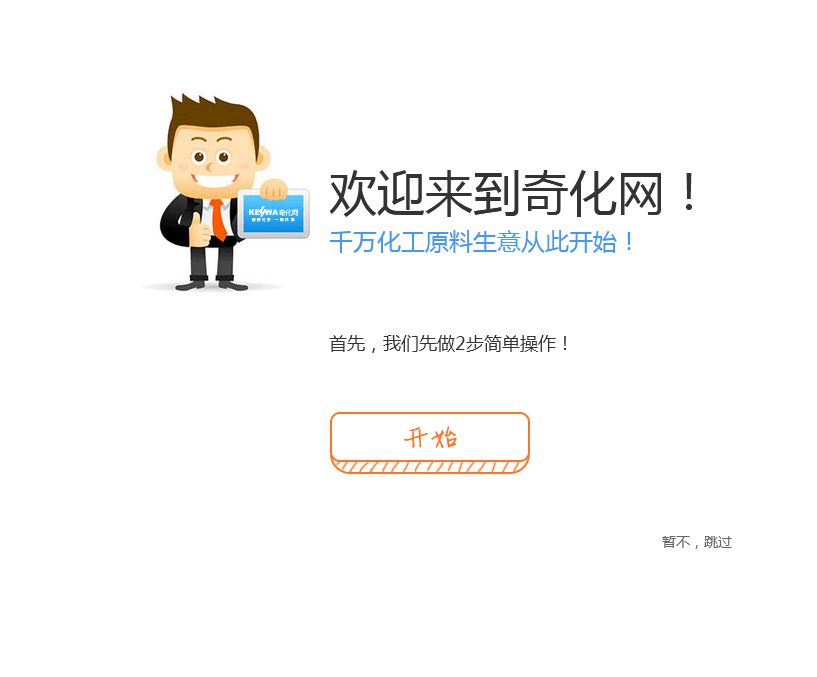 欢迎来到奇化网！
千万化工原料生意从此开始！
KEYWA奇化网
首先，我们先做2步简单操作！
开始
暂不，跳过